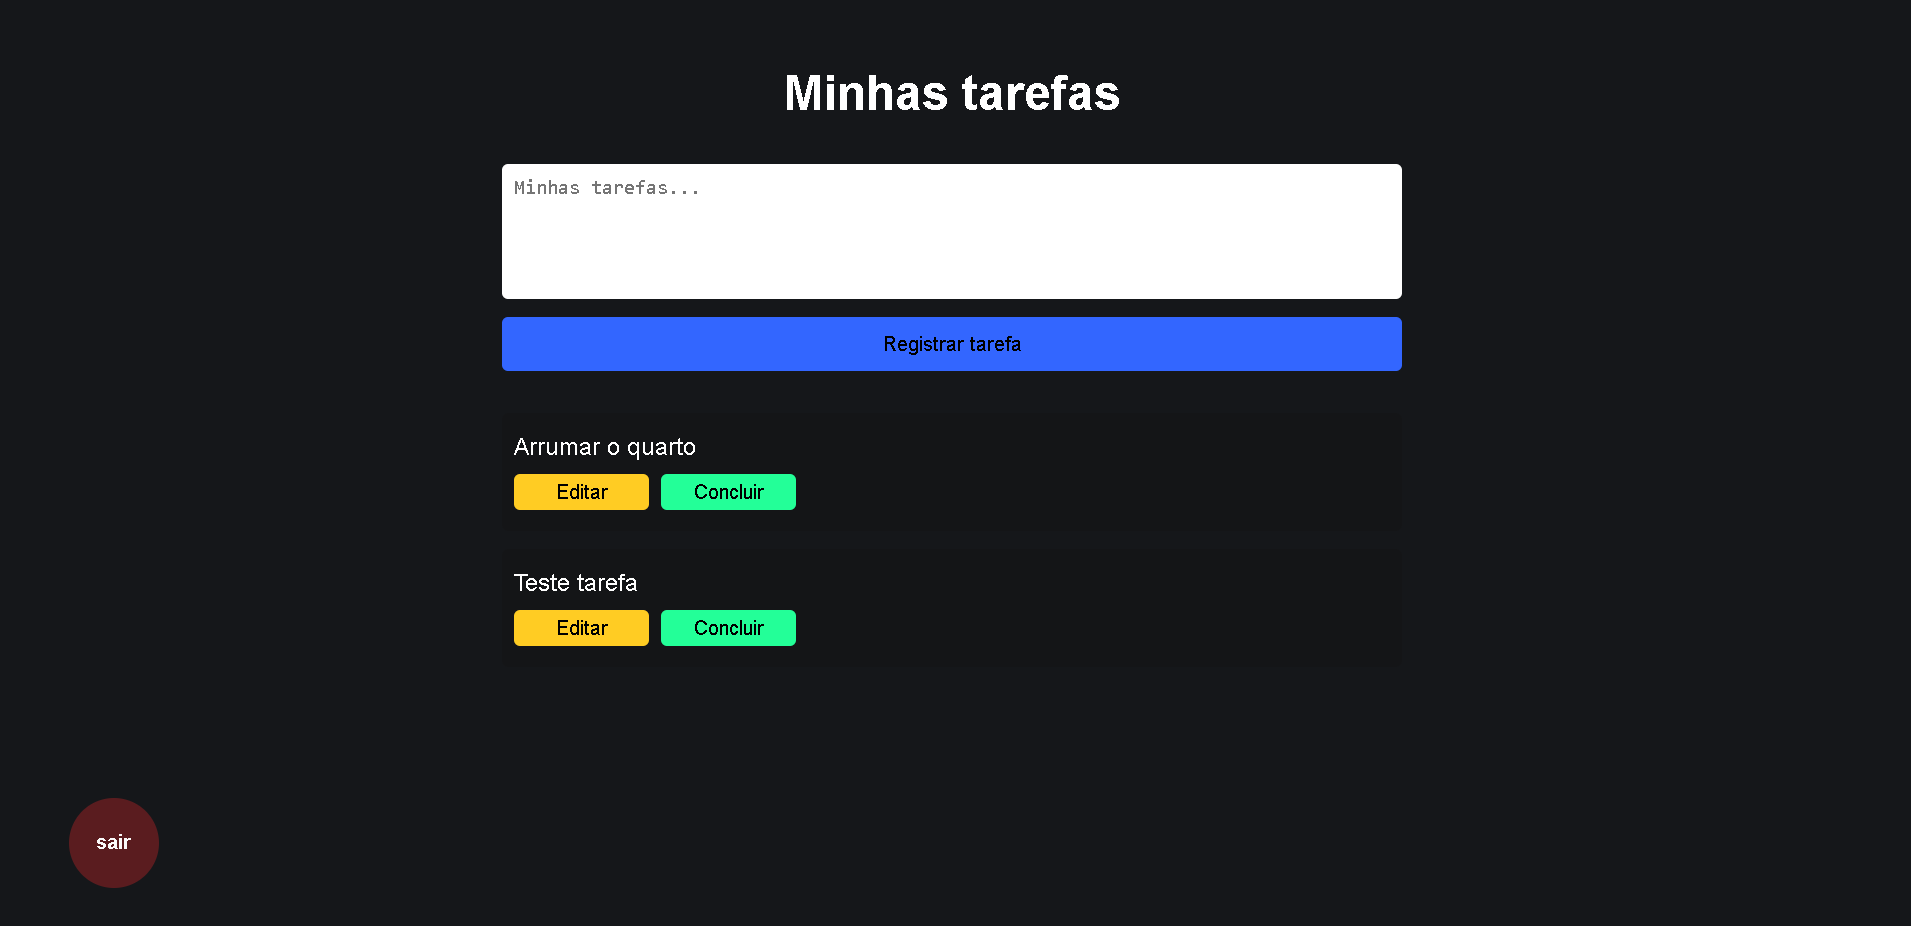 Minhas tarefas
Minhas tarefas...
Registrar tarefa
Arrumar o quarto
Editar Concluir
Teste tarefa
Editar Concluir
sair